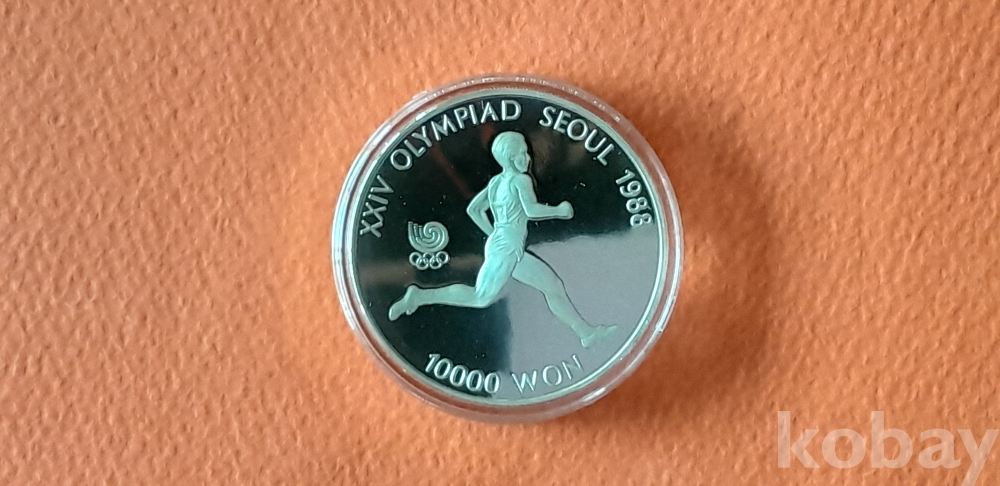 XXIV OLYMPIAD SEOUL 1988
10000 WON
kobay